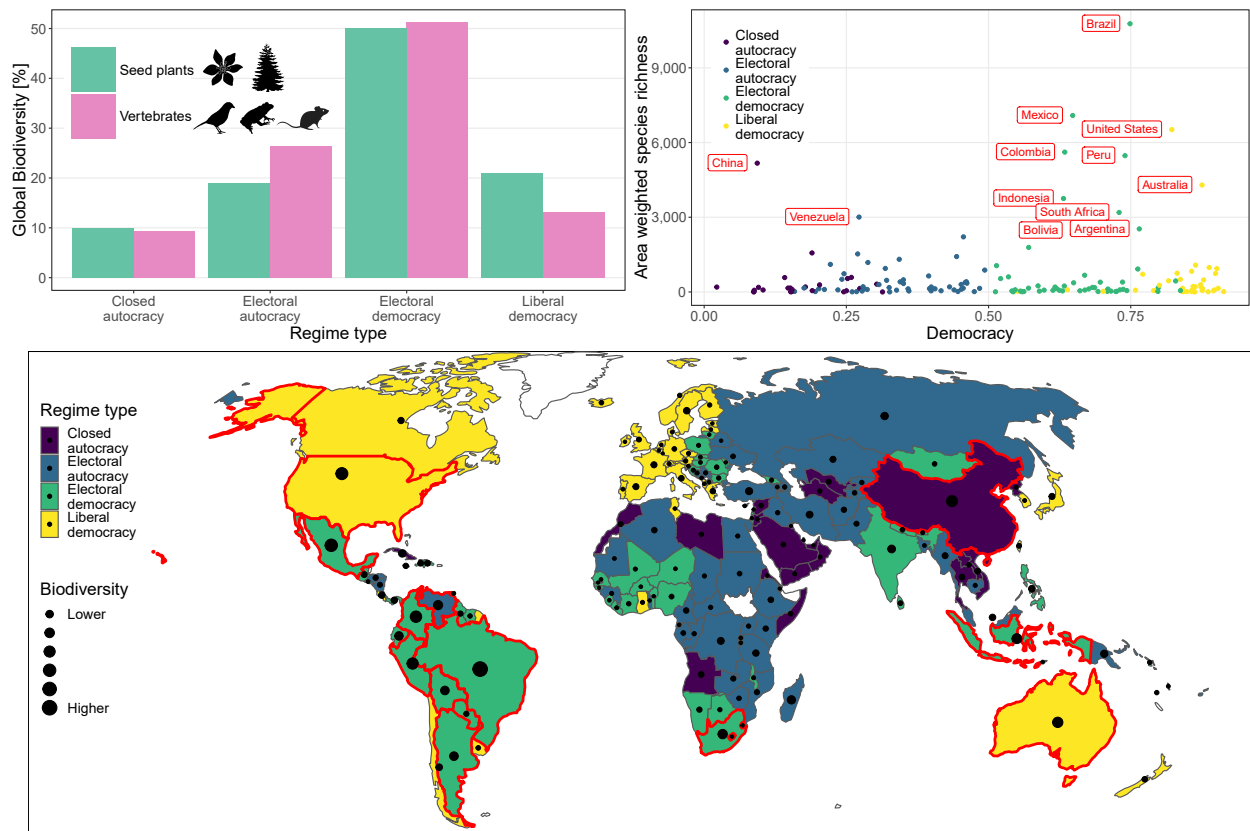 Global Biodiversity [%]
50
40
30
20
10
0
Seed plants
Vertebrates
Closed
autocracy
Electoral
autocracy
Electoral
democracy
Liberal
democracy
Regime type
Area weighted species richness
9,000
6,000
3,000
0
Closed
autocracy
Electoral
autocracy
Electoral
democracy
Liberal
democracy
Brazil
Mexico
United States
Colombia
Peru
China
Australia
Indonesia
South Africa
Venezuela
Bolivia
Argentina
0.00
0.25
0.50
0.75
Democracy
Regime type
Closed
autocracy
Electoral
autocracy
Electoral
democracy
Liberal
democracy
Biodiversity
Lower
Higher